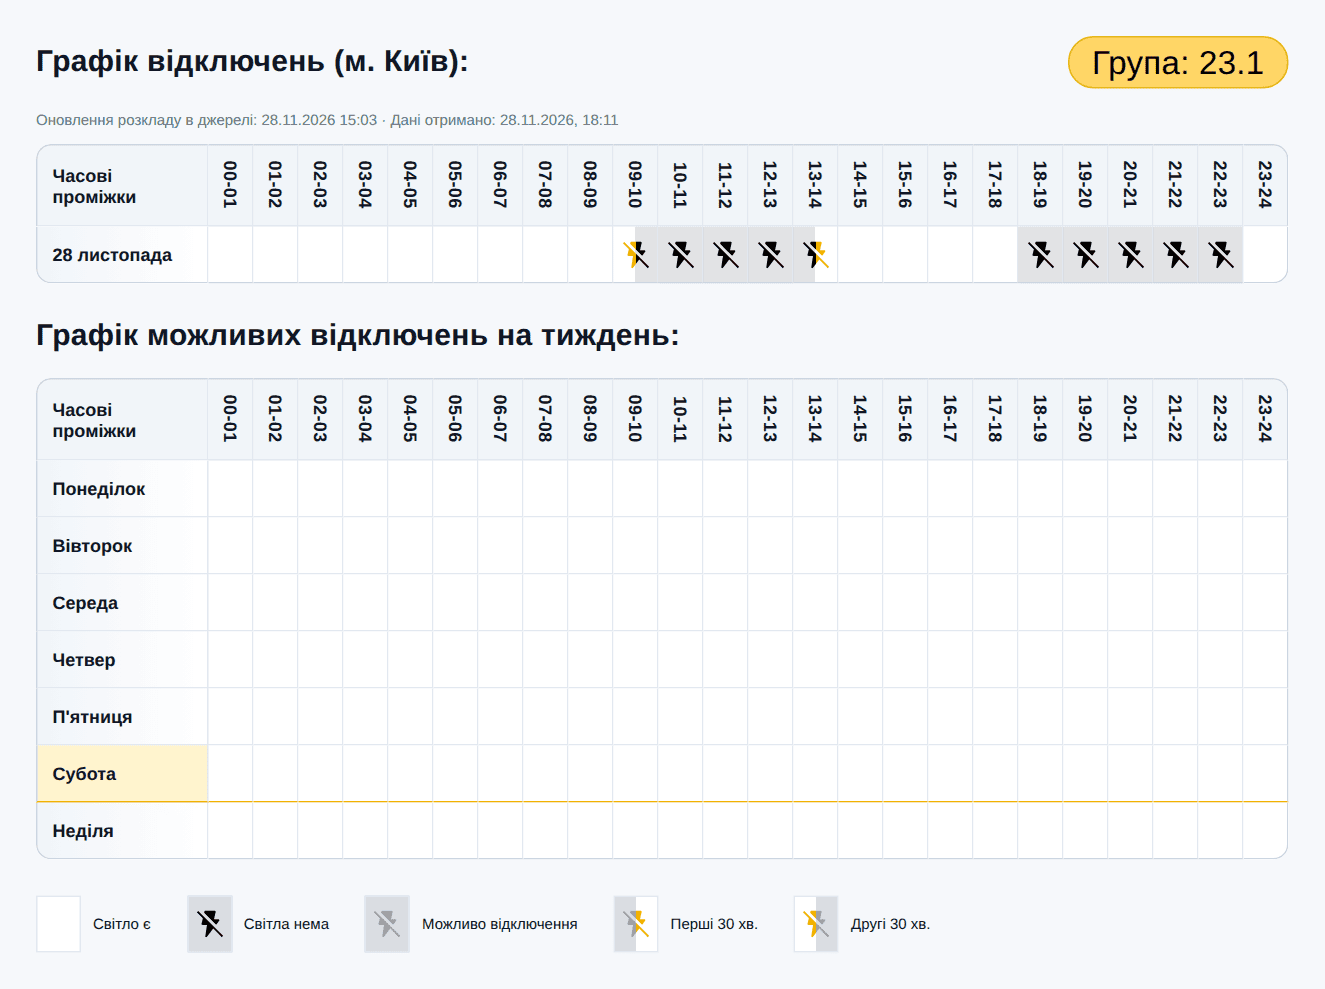 Графік відключень (м. Київ):
Група: 23.1
Оновлення розкладу в джерелі: 28.11.2026 15:03 · Дані отримано: 28.11.2026, 18:11
Часові проміжки 00-01 01-02 02-03 03-04 04-05 05-06 06-07 07-08 08-09 09-10 10-11 11-12 12-13 13-14 14-15 15-16 16-17 17-18 18-19 19-20 20-21 21-22 22-23 23-24
28 листопада
Графік можливих відключень на тиждень:
Часові проміжки 00-01 01-02 02-03 03-04 04-05 05-06 06-07 07-08 08-09 09-10 10-11 11-12 12-13 13-14 14-15 15-16 16-17 17-18 18-19 19-20 20-21 21-22 22-23 23-24
Понеділок
Вівторок
Середа
Четвер
П'ятниця
Субота
Неділя
Світло є Світла нема Можливо відключення Перші 30 хв. Другі 30 хв.